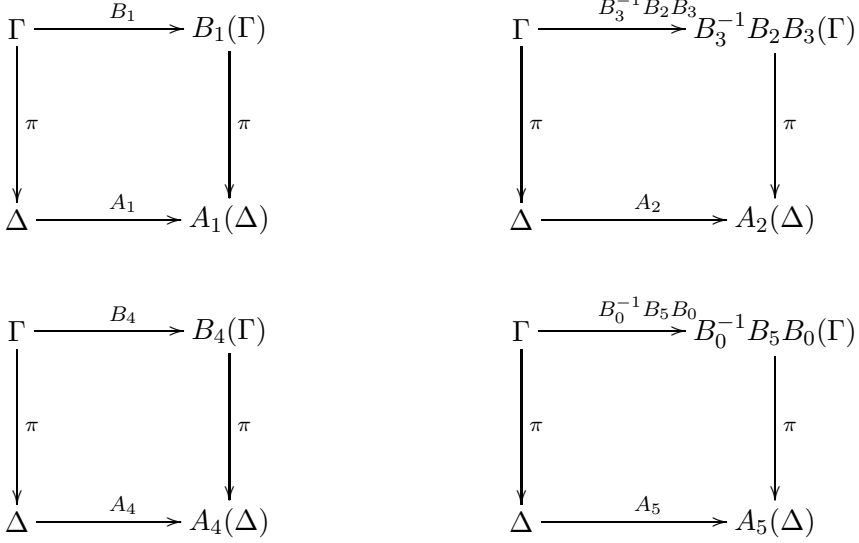 B₁ B₃⁻¹B₂B₃
Γ B₁(Γ) Γ B₃⁻¹B₂B₃(Γ)
π π π π
A₁ A₂
Δ A₁(Δ) Δ A₂(Δ)
B₄ B₀⁻¹B₅B₀
Γ B₄(Γ) Γ B₀⁻¹B₅B₀(Γ)
π π π π
A₄ A₅
Δ A₄(Δ) Δ A₅(Δ)